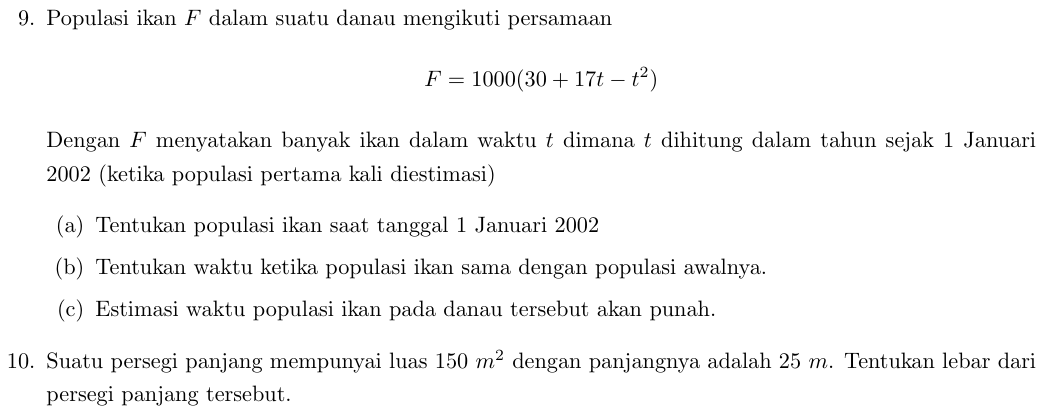 9. Populasi ikan F dalam suatu danau mengikuti persamaan
F = 1000(30 + 17t − t²)
Dengan F menyatakan banyak ikan dalam waktu t dimana t dihitung dalam tahun sejak 1 Januari
2002 (ketika populasi pertama kali diestimasi)
(a) Tentukan populasi ikan saat tanggal 1 Januari 2002
(b) Tentukan waktu ketika populasi ikan sama dengan populasi awalnya.
(c) Estimasi waktu populasi ikan pada danau tersebut akan punah.
10. Suatu persegi panjang mempunyai luas 150 m² dengan panjangnya adalah 25 m. Tentukan lebar dari
persegi panjang tersebut.